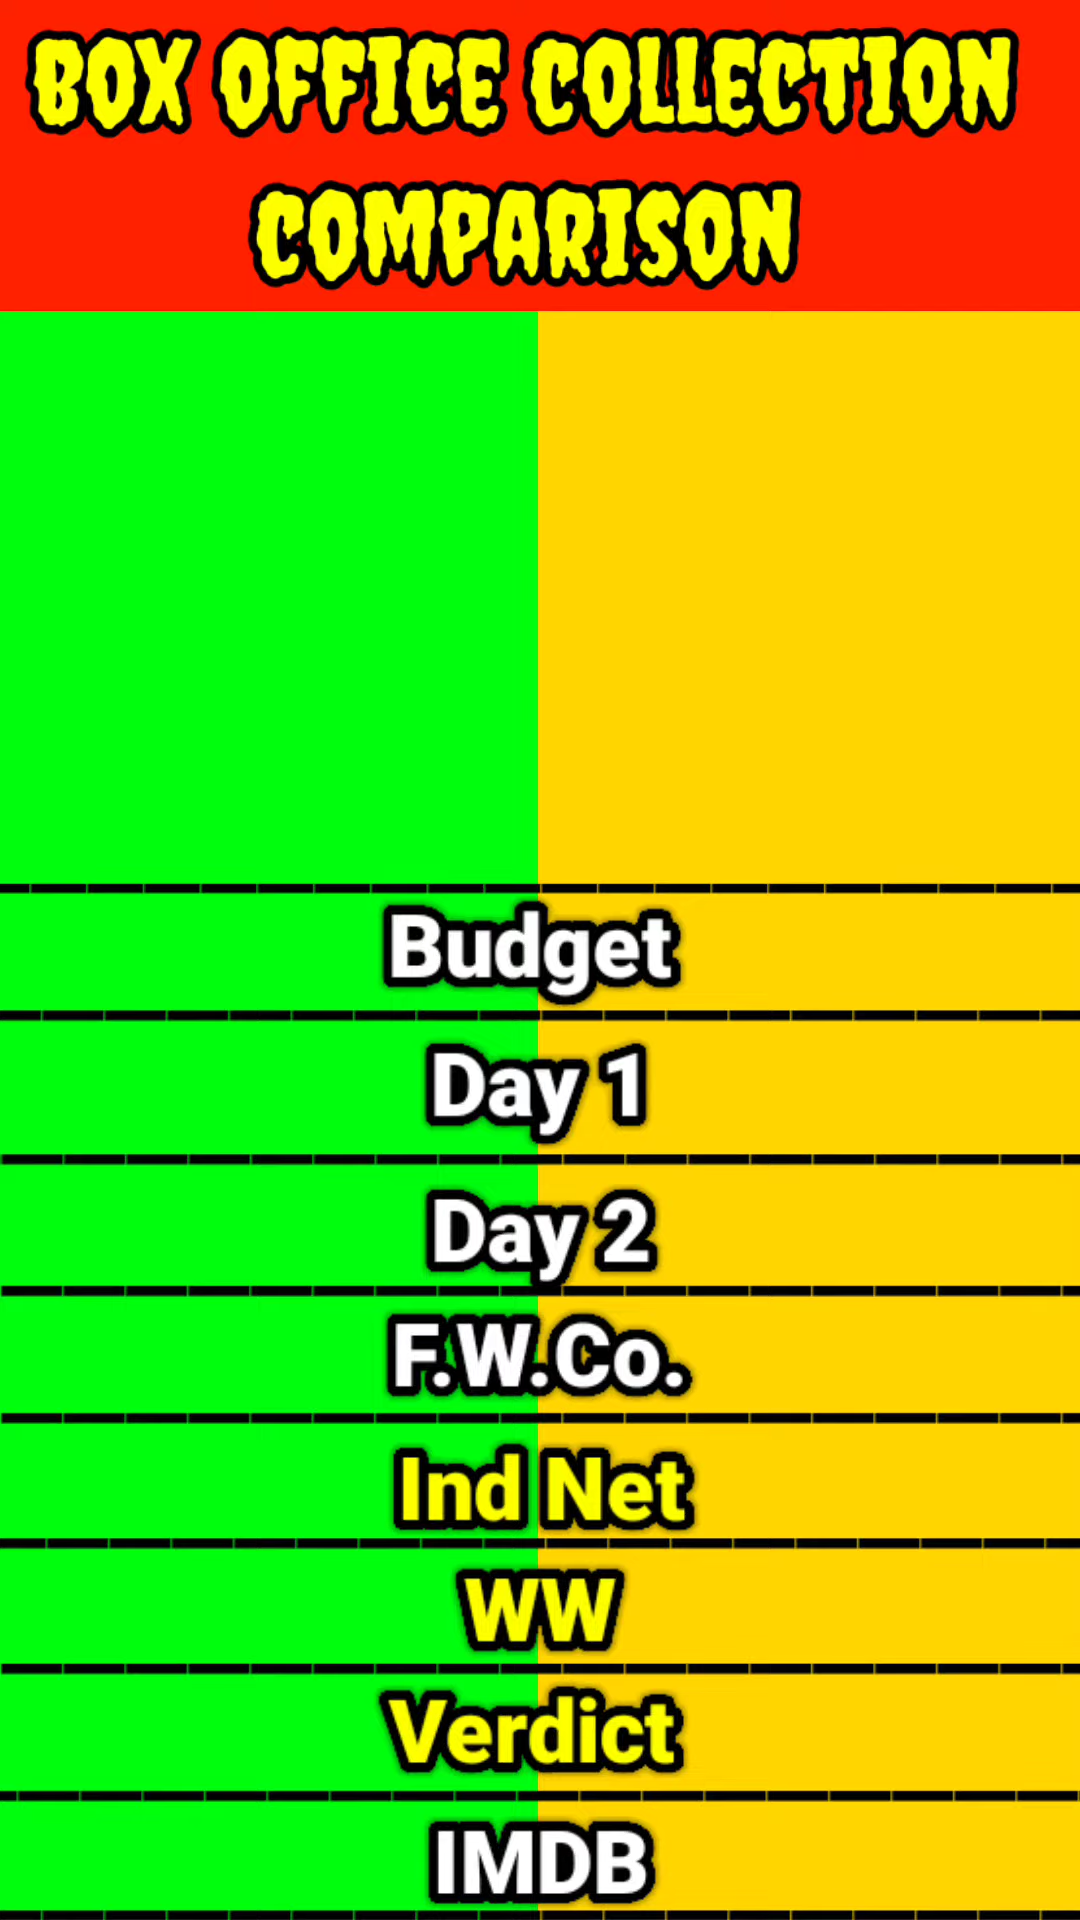 BOX OFFICE COLLECTION
COMPARISON
Budget
Day 1
Day 2
F.W.Co.
Ind Net
WW
Verdict
IMDB